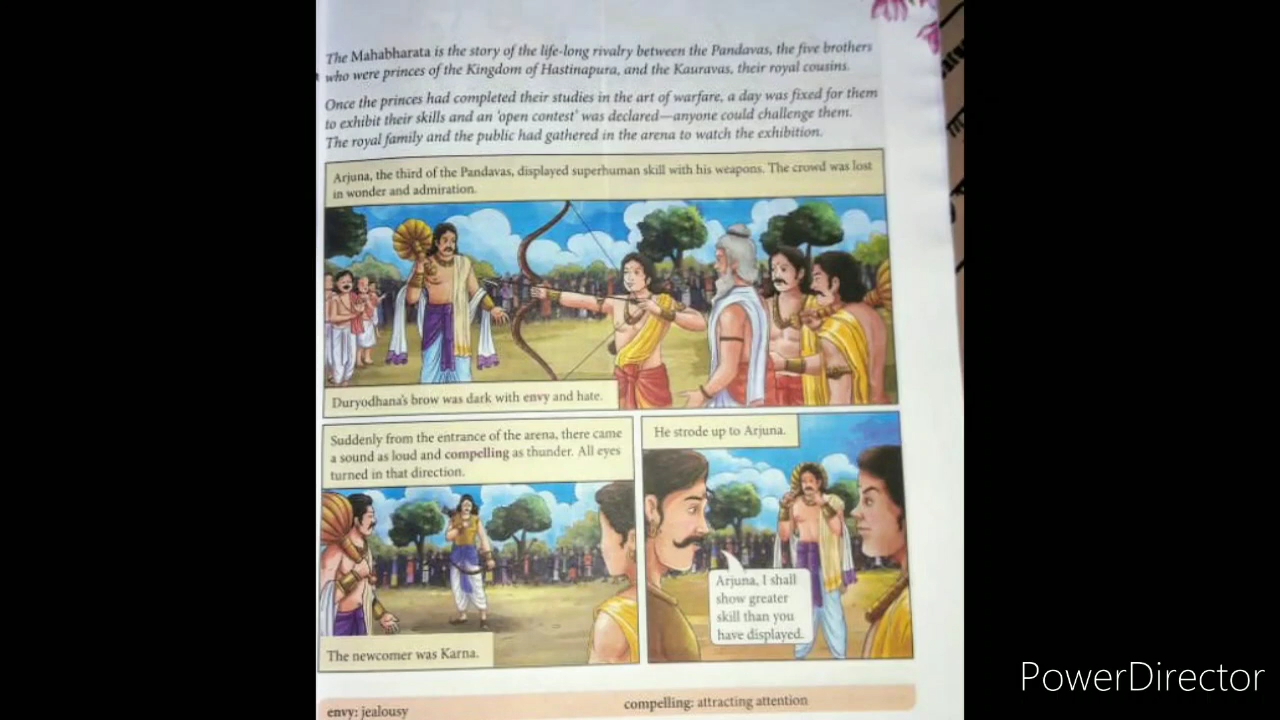 The Mahabharata is the story of the life-long rivalry between the Pandavas, the five brothers
who were princes of the Kingdom of Hastinapura, and the Kauravas, their royal cousins.
Once the princes had completed their studies in the art of warfare, a day was fixed for them
to exhibit their skills and an 'open contest' was declared—anyone could challenge them.
The royal family and the public had gathered in the arena to watch the exhibition.
Arjuna, the third of the Pandavas, displayed superhuman skill with his weapons. The crowd was lost
in wonder and admiration.
Duryodhana's brow was dark with envy and hate.
Suddenly from the entrance of the arena, there came
a sound as loud and compelling as thunder. All eyes
turned in that direction.
The newcomer was Karna.
He strode up to Arjuna.
Arjuna, I shall
show greater
skill than you
have displayed.
envy: jealousy
compelling: attracting attention
PowerDirector